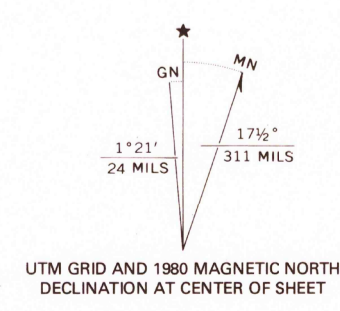 ★
GN
MN
1°21′
24 MILS
17½°
311 MILS
UTM GRID AND 1980 MAGNETIC NORTH
DECLINATION AT CENTER OF SHEET